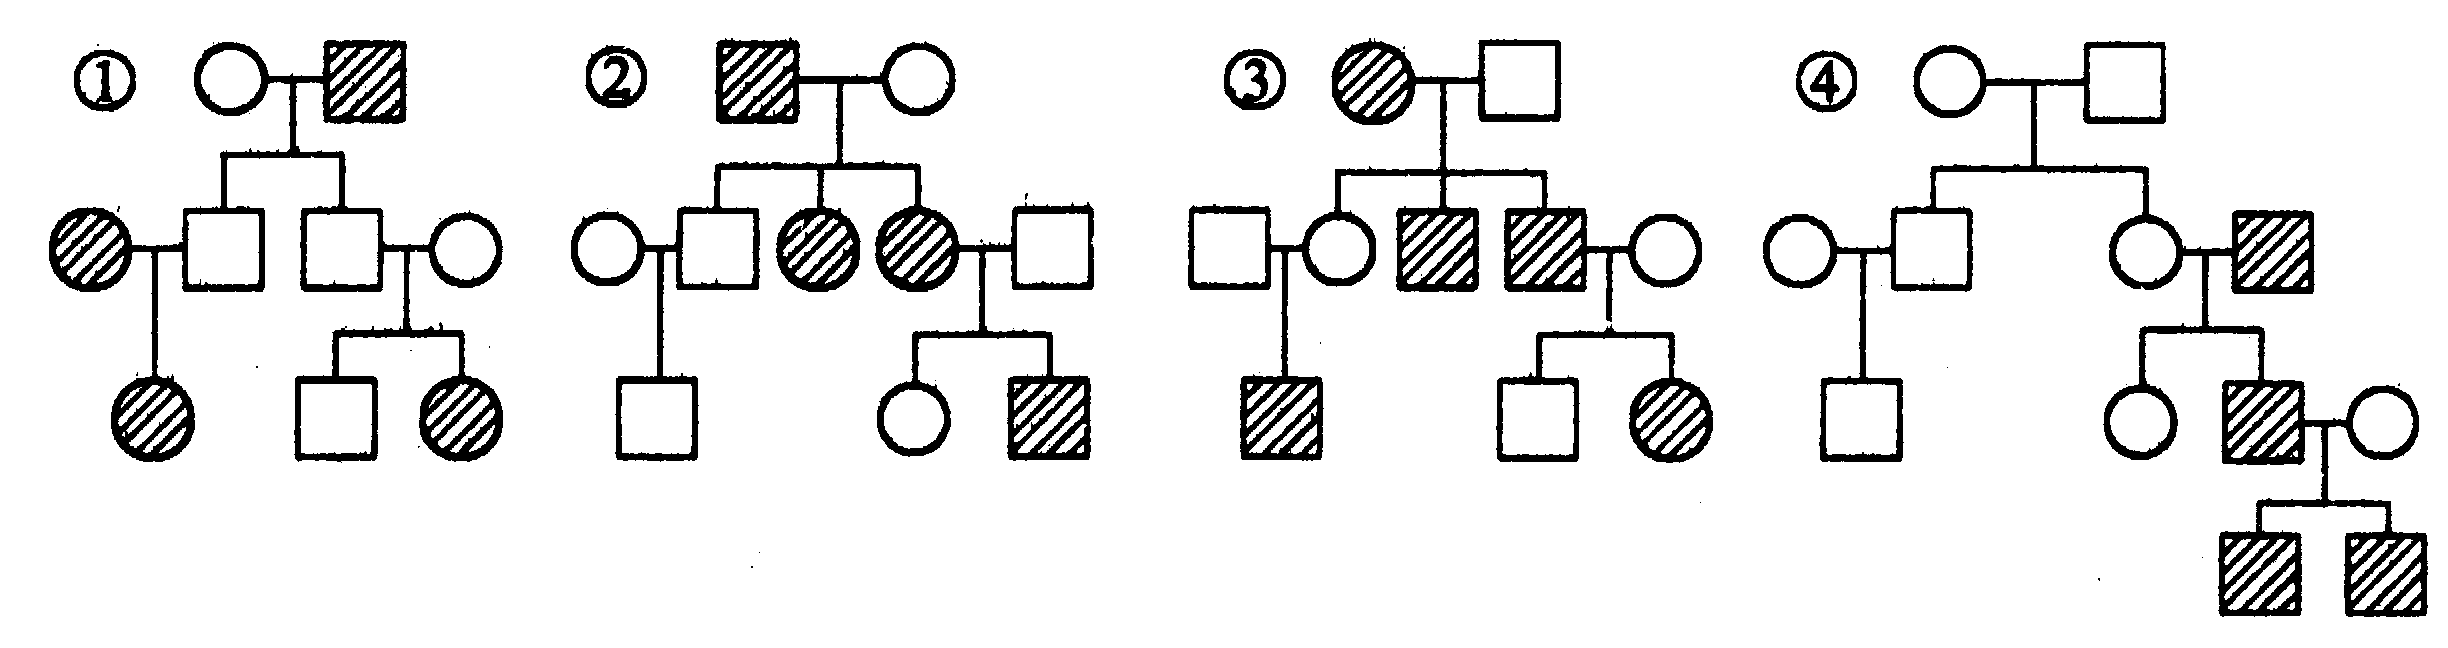 ① ② ③ ④